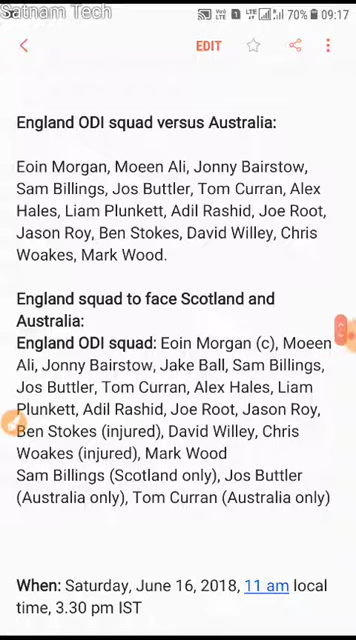 Satnam Tech
70% 09:17
EDIT
England ODI squad versus Australia:
Eoin Morgan, Moeen Ali, Jonny Bairstow,
Sam Billings, Jos Buttler, Tom Curran, Alex
Hales, Liam Plunkett, Adil Rashid, Joe Root,
Jason Roy, Ben Stokes, David Willey, Chris
Woakes, Mark Wood.
England squad to face Scotland and
Australia:
England ODI squad: Eoin Morgan (c), Moeen
Ali, Jonny Bairstow, Jake Ball, Sam Billings,
Jos Buttler, Tom Curran, Alex Hales, Liam
Plunkett, Adil Rashid, Joe Root, Jason Roy,
Ben Stokes (injured), David Willey, Chris
Woakes (injured), Mark Wood
Sam Billings (Scotland only), Jos Buttler
(Australia only), Tom Curran (Australia only)
When: Saturday, June 16, 2018, 11 am local
time, 3.30 pm IST